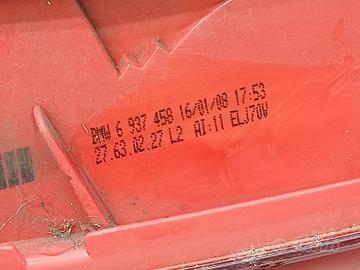 BMW 6 937 458 16/01/08 17:53
27.63.02.27 L2 AI:11 ELJ70V